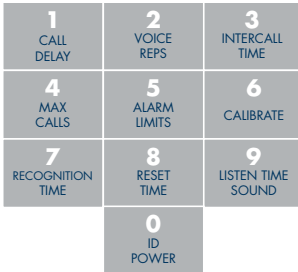 1
CALL
DELAY
2
VOICE
REPS
3
INTERCALL
TIME
4
MAX
CALLS
5
ALARM
LIMITS
6
CALIBRATE
7
RECOGNITION
TIME
8
RESET
TIME
9
LISTEN TIME
SOUND
0
ID
POWER